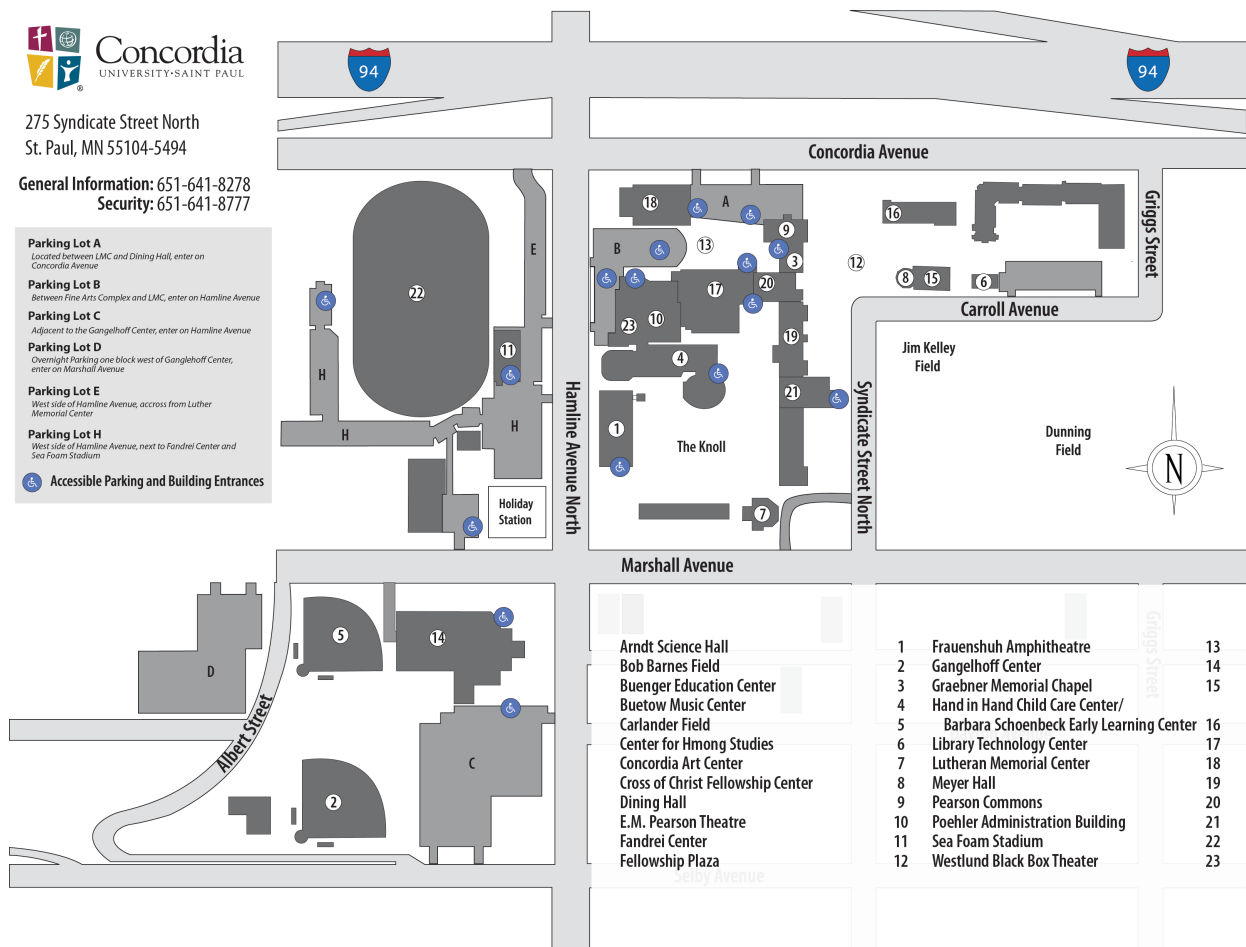 Concordia
UNIVERSITY·SAINT PAUL
®
275 Syndicate Street North
St. Paul, MN 55104-5494
General Information: 651-641-8278
Security: 651-641-8777
Parking Lot A
Located between LMC and Dining Hall, enter on
Concordia Avenue
Parking Lot B
Between Fine Arts Complex and LMC, enter on Hamline Avenue
Parking Lot C
Adjacent to the Gangelhoff Center, enter on Hamline Avenue
Parking Lot D
Overnight Parking one block west of Ganglehoff Center,
enter on Marshall Avenue
Parking Lot E
West side of Hamline Avenue, accross from Luther
Memorial Center
Parking Lot H
West side of Hamline Avenue, next to Fandrei Center and
Sea Foam Stadium
Accessible Parking and Building Entrances
94
94
Concordia Avenue
Griggs Street
Carroll Avenue
Jim Kelley
Field
Dunning
Field
N
Syndicate Street North
Hamline Avenue North
The Knoll
Holiday
Station
Marshall Avenue
Albert Street
Griggs Street
Selby Avenue
18
A
9
16
B
13
3
12
8
15
6
E
22
17
20
10
23
19
11
4
H
21
H
H
1
7
5
14
D
C
2
Arndt Science Hall 1
Bob Barnes Field 2
Buenger Education Center 3
Buetow Music Center 4
Carlander Field 5
Center for Hmong Studies 6
Concordia Art Center 7
Cross of Christ Fellowship Center 8
Dining Hall 9
E.M. Pearson Theatre 10
Fandrei Center 11
Fellowship Plaza 12
Frauenshuh Amphitheatre 13
Gangelhoff Center 14
Graebner Memorial Chapel 15
Hand in Hand Child Care Center/
Barbara Schoenbeck Early Learning Center 16
Library Technology Center 17
Lutheran Memorial Center 18
Meyer Hall 19
Pearson Commons 20
Poehler Administration Building 21
Sea Foam Stadium 22
Westlund Black Box Theater 23